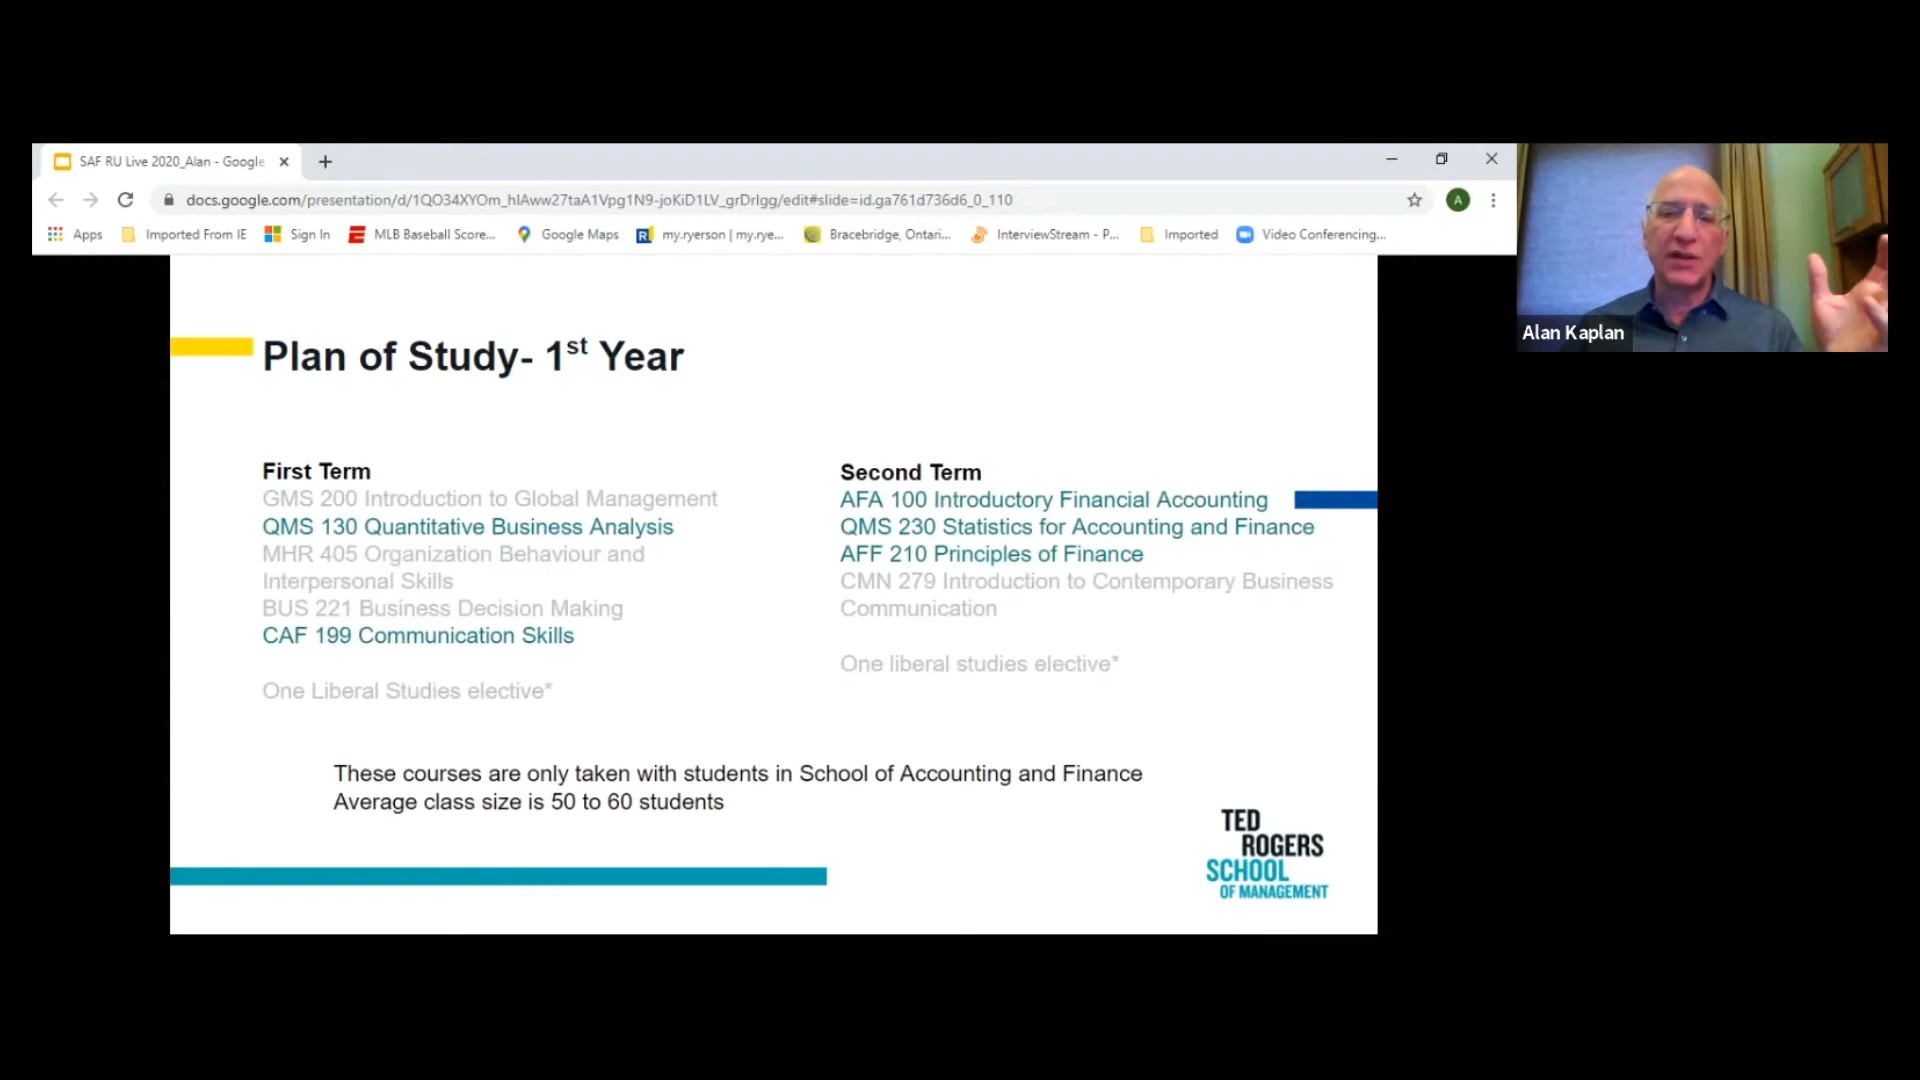 SAF RU Live 2020_Alan - Google
docs.google.com/presentation/d/1QO34XYOm_hIAww27taA1Vpg1N9-joKiD1LV_grDrIgg/edit#slide=id.ga761d736d6_0_110
A
Apps Imported From IE Sign In MLB Baseball Score... Google Maps my.ryerson | my.rye... Bracebridge, Ontari... InterviewStream - P... Imported Video Conferencing...
Alan Kaplan
Plan of Study- 1st Year
First Term
GMS 200 Introduction to Global Management
QMS 130 Quantitative Business Analysis
MHR 405 Organization Behaviour and
Interpersonal Skills
BUS 221 Business Decision Making
CAF 199 Communication Skills
One Liberal Studies elective*
Second Term
AFA 100 Introductory Financial Accounting
QMS 230 Statistics for Accounting and Finance
AFF 210 Principles of Finance
CMN 279 Introduction to Contemporary Business
Communication
One liberal studies elective*
These courses are only taken with students in School of Accounting and Finance
Average class size is 50 to 60 students
TED
ROGERS
SCHOOL
OF MANAGEMENT